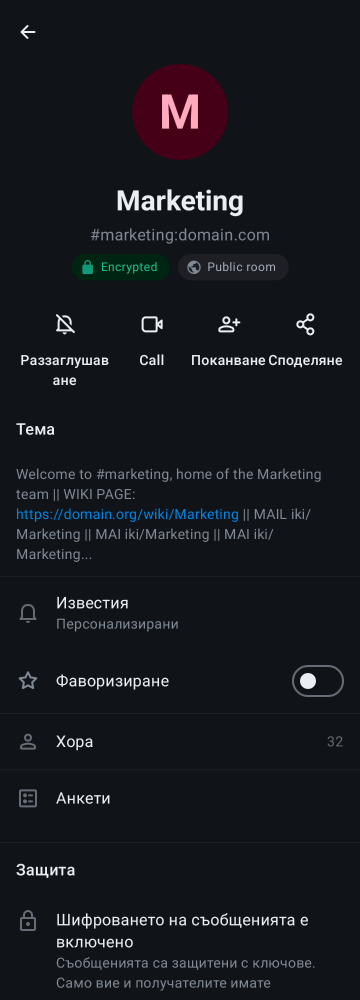 M
Marketing
#marketing:domain.com
Encrypted Public room
Раззаглушав
ане
Call
Поканване
Споделяне
Тема
Welcome to #marketing, home of the Marketing
team || WIKI PAGE:
https://domain.org/wiki/Marketing || MAIL iki/
Marketing || MAI iki/Marketing || MAI iki/
Marketing...
Известия
Персонализирани
Фаворизиране
Хора 32
Анкети
Защита
Шифроването на съобщенията е
включено
Съобщенията са защитени с ключове.
Само вие и получателите имате